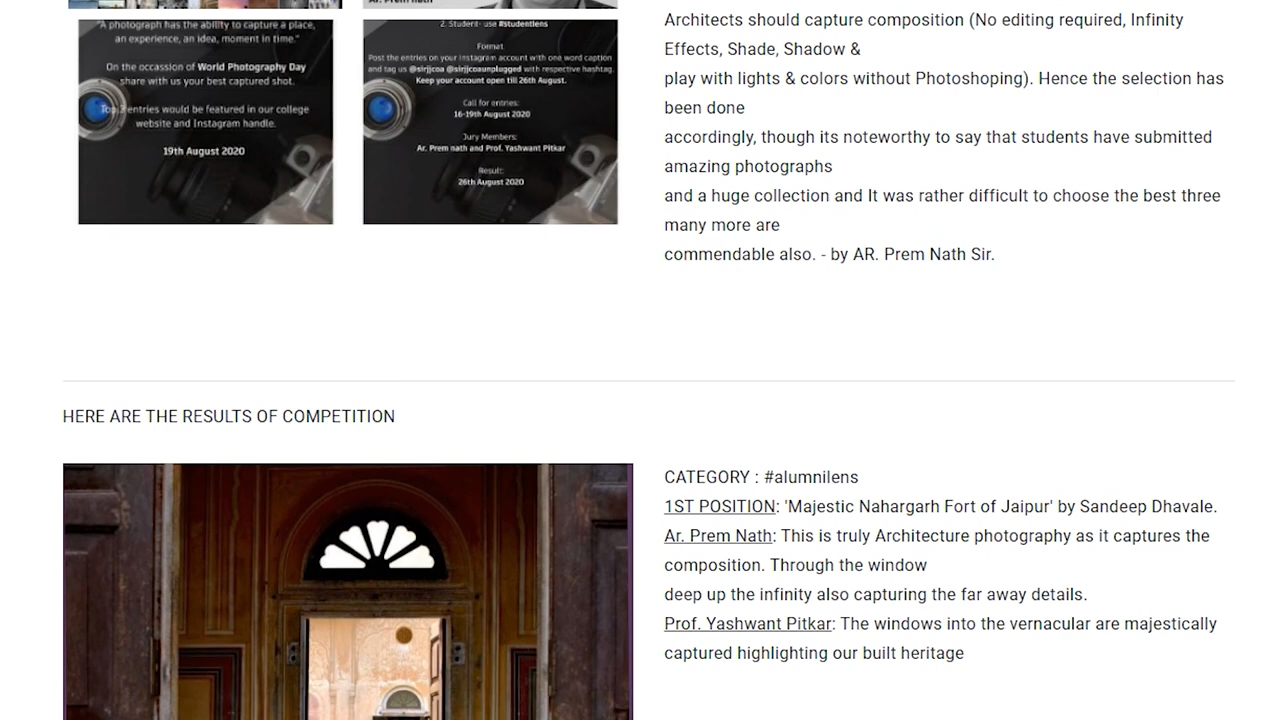 Ar. Prem nath
"A photograph has the ability to capture a place,
an experience, an idea, moment in time."
On the occassion of World Photography Day
share with us your best captured shot.
Top 3 entries would be featured in our college
website and Instagram handle.
19th August 2020
2. Student- use #studentlens
Format
Post the entries on your Instagram account with one word caption
and tag us @sirjjcoa @sirjjcoaunplugged with respective hashtag.
Keep your account open till 26th August.
Call for entries:
16-19th August 2020
Jury Members:
Ar. Prem nath and Prof. Yashwant Pitkar
Result:
26th August 2020
Architects should capture composition (No editing required, Infinity
Effects, Shade, Shadow &
play with lights & colors without Photoshoping). Hence the selection has
been done
accordingly, though its noteworthy to say that students have submitted
amazing photographs
and a huge collection and It was rather difficult to choose the best three
many more are
commendable also. - by AR. Prem Nath Sir.
HERE ARE THE RESULTS OF COMPETITION
CATEGORY : #alumnilens
1ST POSITION: 'Majestic Nahargarh Fort of Jaipur' by Sandeep Dhavale.
Ar. Prem Nath: This is truly Architecture photography as it captures the
composition. Through the window
deep up the infinity also capturing the far away details.
Prof. Yashwant Pitkar: The windows into the vernacular are majestically
captured highlighting our built heritage